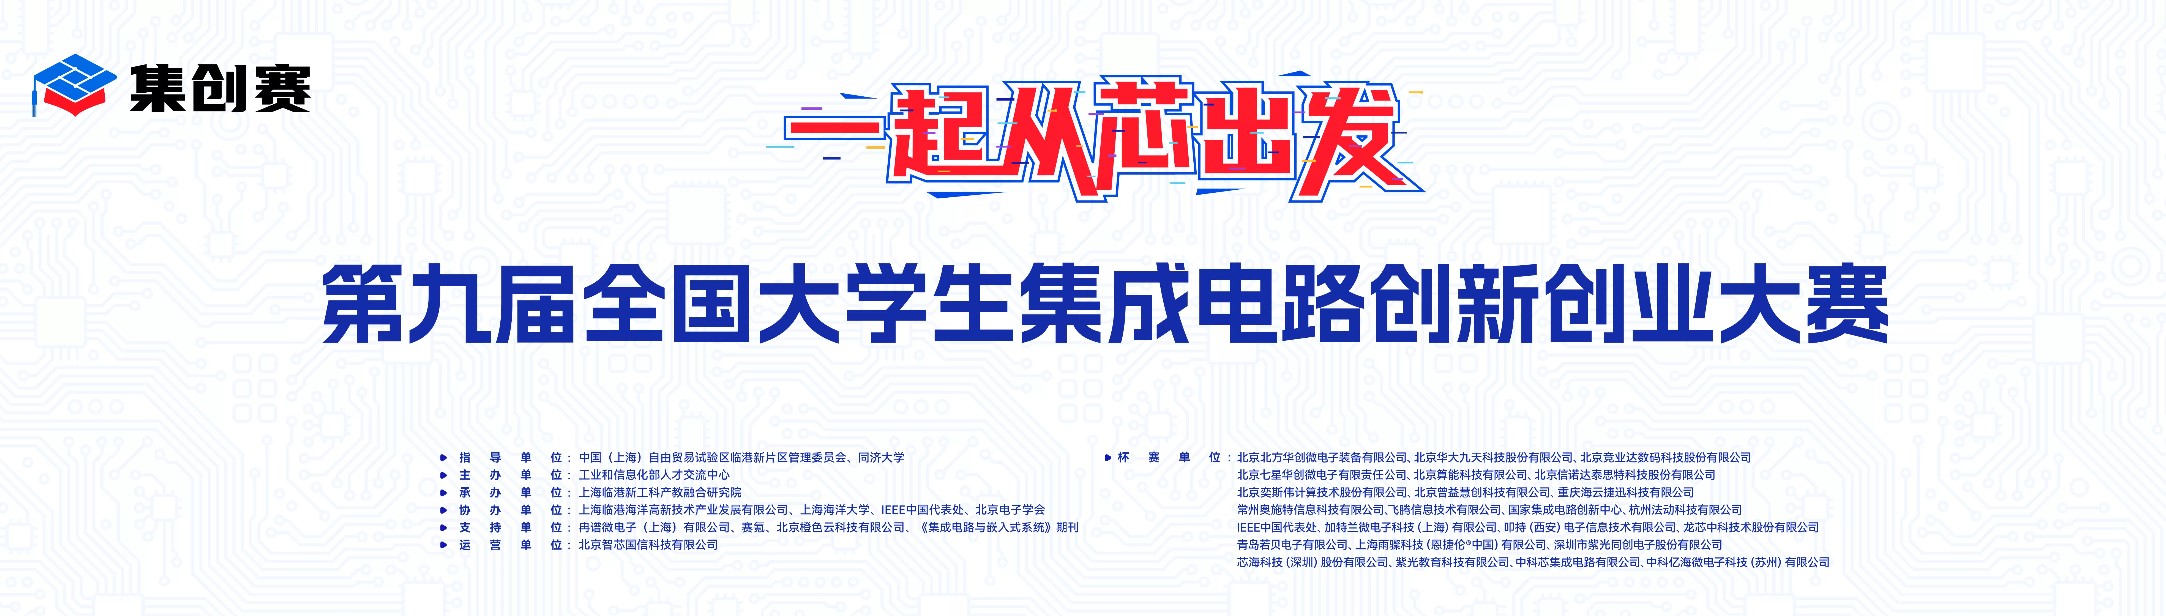 集创赛
一起从芯出发
第九届全国大学生集成电路创新创业大赛
指导单位：中国（上海）自由贸易试验区临港新片区管理委员会、同济大学
主办单位：工业和信息化部人才交流中心
承办单位：上海临港新工科产教融合研究院
协办单位：上海临港海洋高新技术产业发展有限公司、上海海洋大学、IEEE中国代表处、北京电子学会
支持单位：冉谱微电子（上海）有限公司、赛氪、北京橙色云科技有限公司、《集成电路与嵌入式系统》期刊
运营单位：北京智芯国信科技有限公司
杯赛单位：北京北方华创微电子装备有限公司、北京华大九天科技股份有限公司、北京竞业达数码科技股份有限公司
北京七星华创微电子有限责任公司、北京算能科技有限公司、北京信诺达泰思特科技股份有限公司
北京奕斯伟计算技术股份有限公司、北京曾益慧创科技有限公司、重庆海云捷迅科技有限公司
常州奥施特信息科技有限公司、飞腾信息技术有限公司、国家集成电路创新中心、杭州法动科技有限公司
IEEE中国代表处、加特兰微电子科技（上海）有限公司、叩持（西安）电子信息技术有限公司、龙芯中科技术股份有限公司
青岛若贝电子有限公司、上海雨骤科技（恩捷伦®中国）有限公司、深圳市紫光同创电子股份有限公司
芯海科技（深圳）股份有限公司、紫光教育科技有限公司、中科芯集成电路有限公司、中科亿海微电子科技（苏州）有限公司